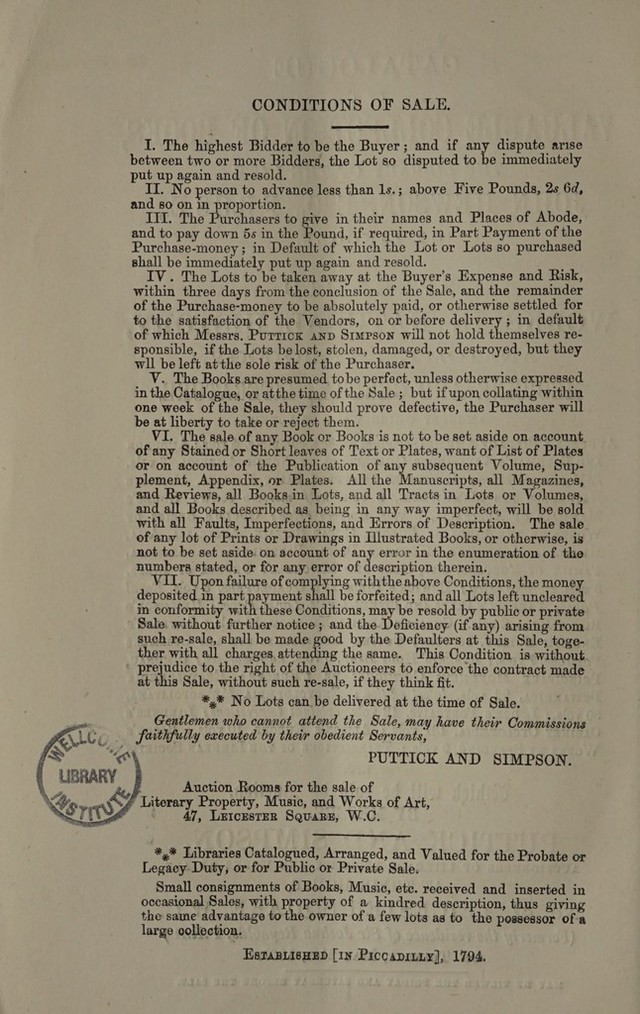 CONDITIONS OF SALE.
I. The highest Bidder to be the Buyer; and if any dispute arise
between two or more Bidders, the Lot so disputed to be immediately
put up again and resold.
II. No person to advance less than 1s.; above Five Pounds, 2s 6d,
and so on in proportion.
III. The Purchasers to give in their names and Places of Abode,
and to pay down 5s in the Pound, if required, in Part Payment of the
Purchase-money; in Default of which the Lot or Lots so purchased
shall be immediately put up again and resold.
IV. The Lots to be taken away at the Buyer's Expense and Risk,
within three days from the conclusion of the Sale, and the remainder
of the Purchase-money to be absolutely paid, or otherwise settled for
to the satisfaction of the Vendors, on or before delivery; in default
of which Messrs. PUTTICK AND SIMPSON will not hold themselves re-
sponsible, if the Lots be lost, stolen, damaged, or destroyed, but they
wll be left at the sole risk of the Purchaser.
V. The Books are presumed to be perfect, unless otherwise expressed
in the Catalogue, or at the time of the Sale; but if upon collating within
one week of the Sale, they should prove defective, the Purchaser will
be at liberty to take or reject them.
VI. The sale of any Book or Books is not to be set aside on account
of any Stained or Short leaves of Text or Plates, want of List of Plates
or on account of the Publication of any subsequent Volume, Sup-
plement, Appendix, or Plates. All the Manuscripts, all Magazines,
and Reviews, all Books in Lots, and all Tracts in Lots or Volumes,
and all Books described as being in any way imperfect, will be sold
with all Faults, Imperfections, and Errors of Description. The sale
of any lot of Prints or Drawings in Illustrated Books, or otherwise, is
not to be set aside on account of any error in the enumeration of the
numbers stated, or for any error of description therein.
VII. Upon failure of complying with the above Conditions, the money
deposited in part payment shall be forfeited; and all Lots left uncleared
in conformity with these Conditions, may be resold by public or private
Sale without further notice; and the Deficiency (if any) arising from
such re-sale, shall be made good by the Defaulters at this Sale, toge-
ther with all charges attending the same. This Condition is without
prejudice to the right of the Auctioneers to enforce the contract made
at this Sale, without such re-sale, if they think fit.
*** No Lots can be delivered at the time of Sale.
Gentlemen who cannot attend the Sale, may have their Commissions
faithfully executed by their obedient Servants,
PUTTICK AND SIMPSON.
WELLCOME
LIBRARY
INSTITUTE
Auction Rooms for the sale of
Literary Property, Music, and Works of Art,
47, LEICESTER SQUARE, W.C.
*** Libraries Catalogued, Arranged, and Valued for the Probate or
Legacy Duty, or for Public or Private Sale.
Small consignments of Books, Music, etc. received and inserted in
occasional Sales, with property of a kindred description, thus giving
the same advantage to the owner of a few lots as to the possessor of a
large collection.
ESTABLISHED [IN PICCADILLY], 1794.